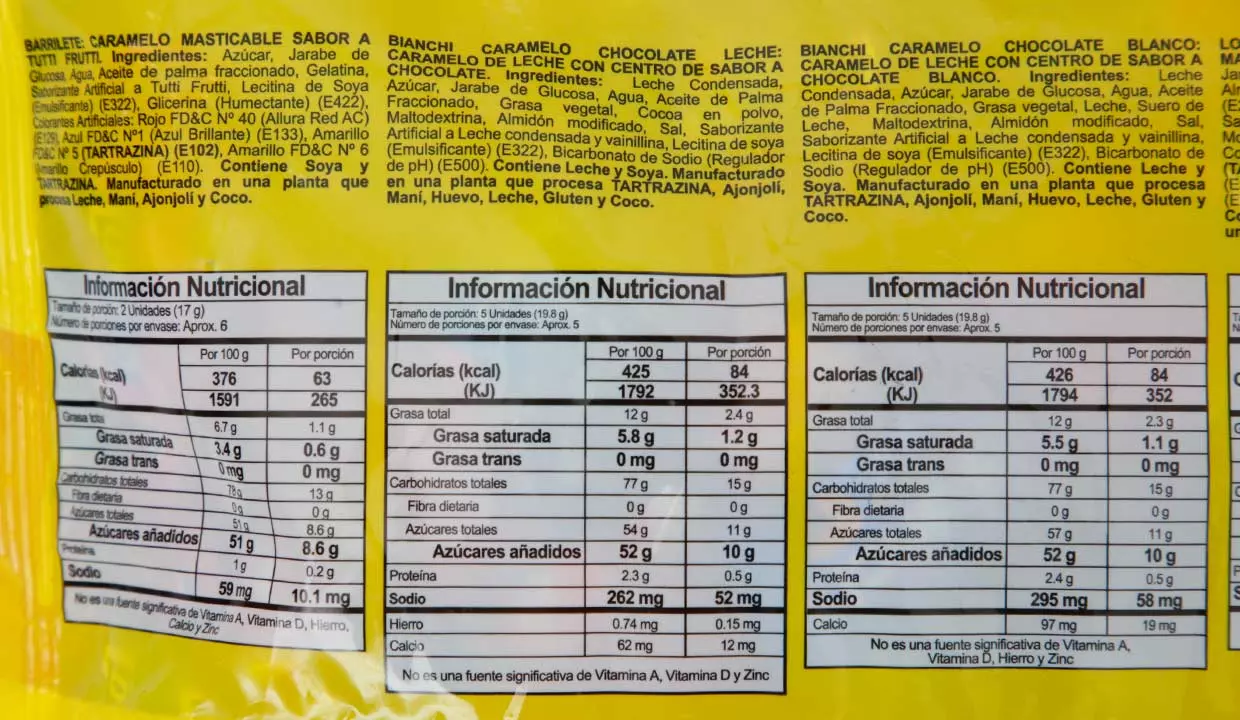 BARRILETE: CARAMELO MASTICABLE SABOR A
TUTTI FRUTTI. Ingredientes: Azúcar, Jarabe de
Glucosa, Agua, Aceite de palma fraccionado, Gelatina,
Saborizante Artificial a Tutti Frutti, Lecitina de Soya
(Emulsificante) (E322), Glicerina (Humectante) (E422),
Colorantes Artificiales: Rojo FD&C Nº 40 (Allura Red AC)
(E129), Azul FD&C Nº1 (Azul Brillante) (E133), Amarillo
FD&C Nº 5 (TARTRAZINA) (E102), Amarillo FD&C Nº 6
(Amarillo Crepúsculo) (E110). Contiene Soya y
TARTRAZINA. Manufacturado en una planta que
procesa Leche, Maní, Ajonjolí y Coco.
Información Nutricional
Tamaño de porción: 2 Unidades (17 g)
Número de porciones por envase: Aprox. 6
Por 100 g Por porción
Calorías (kcal) 376 63
(KJ) 1591 265
Grasa total 6.7 g 1.1 g
Grasa saturada 3.4 g 0.6 g
Grasa trans 0 mg 0 mg
Carbohidratos totales 78 g 13 g
Fibra dietaria 0 g 0 g
Azúcares totales 51 g 8.6 g
Azúcares añadidos 51 g 8.6 g
Proteína 1 g 0.2 g
Sodio 59 mg 10.1 mg
No es una fuente significativa de Vitamina A, Vitamina D, Hierro,
Calcio y Zinc
BIANCHI CARAMELO CHOCOLATE LECHE:
CARAMELO DE LECHE CON CENTRO DE SABOR A
CHOCOLATE. Ingredientes: Leche Condensada,
Azúcar, Jarabe de Glucosa, Agua, Aceite de Palma
Fraccionado, Grasa vegetal, Cocoa en polvo,
Maltodextrina, Almidón modificado, Sal, Saborizante
Artificial a Leche condensada y vainillina, Lecitina de soya
(Emulsificante) (E322), Bicarbonato de Sodio (Regulador
de pH) (E500). Contiene Leche y Soya. Manufacturado
en una planta que procesa TARTRAZINA, Ajonjolí,
Maní, Huevo, Leche, Gluten y Coco.
Información Nutricional
Tamaño de porción: 5 Unidades (19.8 g)
Número de porciones por envase: Aprox. 5
Por 100 g Por porción
Calorías (kcal) 425 84
(KJ) 1792 352.3
Grasa total 12 g 2.4 g
Grasa saturada 5.8 g 1.2 g
Grasa trans 0 mg 0 mg
Carbohidratos totales 77 g 15 g
Fibra dietaria 0 g 0 g
Azúcares totales 54 g 11 g
Azúcares añadidos 52 g 10 g
Proteína 2.3 g 0.5 g
Sodio 262 mg 52 mg
Hierro 0.74 mg 0.15 mg
Calcio 62 mg 12 mg
No es una fuente significativa de Vitamina A, Vitamina D y Zinc
BIANCHI CARAMELO CHOCOLATE BLANCO:
CARAMELO DE LECHE CON CENTRO DE SABOR A
CHOCOLATE BLANCO. Ingredientes: Leche
Condensada, Azúcar, Jarabe de Glucosa, Agua, Aceite
de Palma Fraccionado, Grasa vegetal, Leche, Suero de
Leche, Maltodextrina, Almidón modificado, Sal,
Saborizante Artificial a Leche condensada y vainillina,
Lecitina de soya (Emulsificante) (E322), Bicarbonato de
Sodio (Regulador de pH) (E500). Contiene Leche y
Soya. Manufacturado en una planta que procesa
TARTRAZINA, Ajonjolí, Maní, Huevo, Leche, Gluten y
Coco.
Información Nutricional
Tamaño de porción: 5 Unidades (19.8 g)
Número de porciones por envase: Aprox. 5
Por 100 g Por porción
Calorías (kcal) 426 84
(KJ) 1794 352
Grasa total 12 g 2.3 g
Grasa saturada 5.5 g 1.1 g
Grasa trans 0 mg 0 mg
Carbohidratos totales 77 g 15 g
Fibra dietaria 0 g 0 g
Azúcares totales 57 g 11 g
Azúcares añadidos 52 g 10 g
Proteína 2.4 g 0.5 g
Sodio 295 mg 58 mg
Calcio 97 mg 19 mg
No es una fuente significativa de Vitamina A,
Vitamina D, Hierro y Zinc